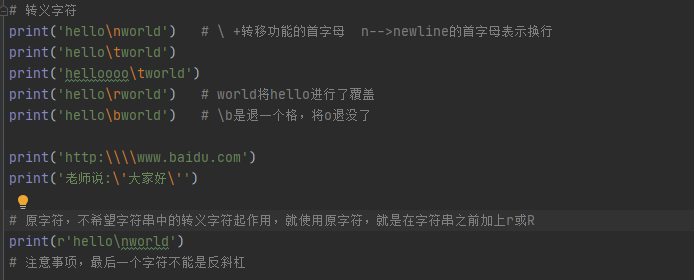 # 转义字符
print('hello\nworld')   # \ +转移功能的首字母  n-->newline的首字母表示换行
print('hello\tworld')
print('helloooo\tworld')
print('hello\rworld')   # world将hello进行了覆盖
print('hello\bworld')   # \b是退一个格，将o退没了
print('http:\\\\www.baidu.com')
print('老师说:\'大家好\'')
# 原字符，不希望字符串中的转义字符起作用，就使用原字符，就是在字符串之前加上r或R
print(r'hello\nworld')
# 注意事项，最后一个字符不能是反斜杠